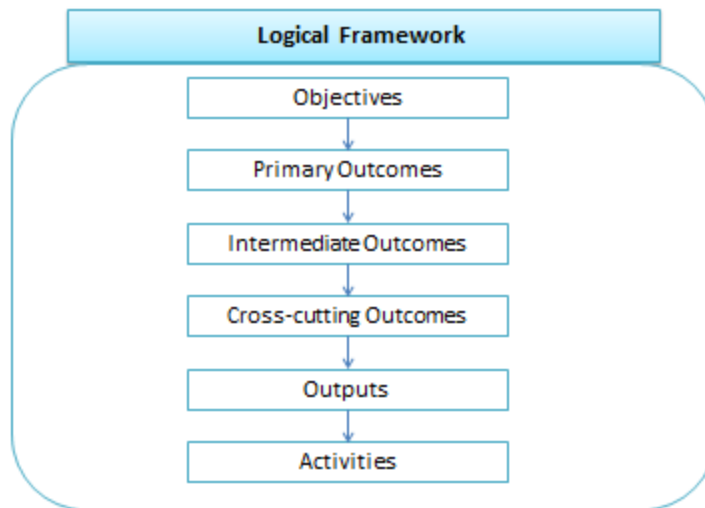 Logical Framework
Objectives
Primary Outcomes
Intermediate Outcomes
Cross-cutting Outcomes
Outputs
Activities